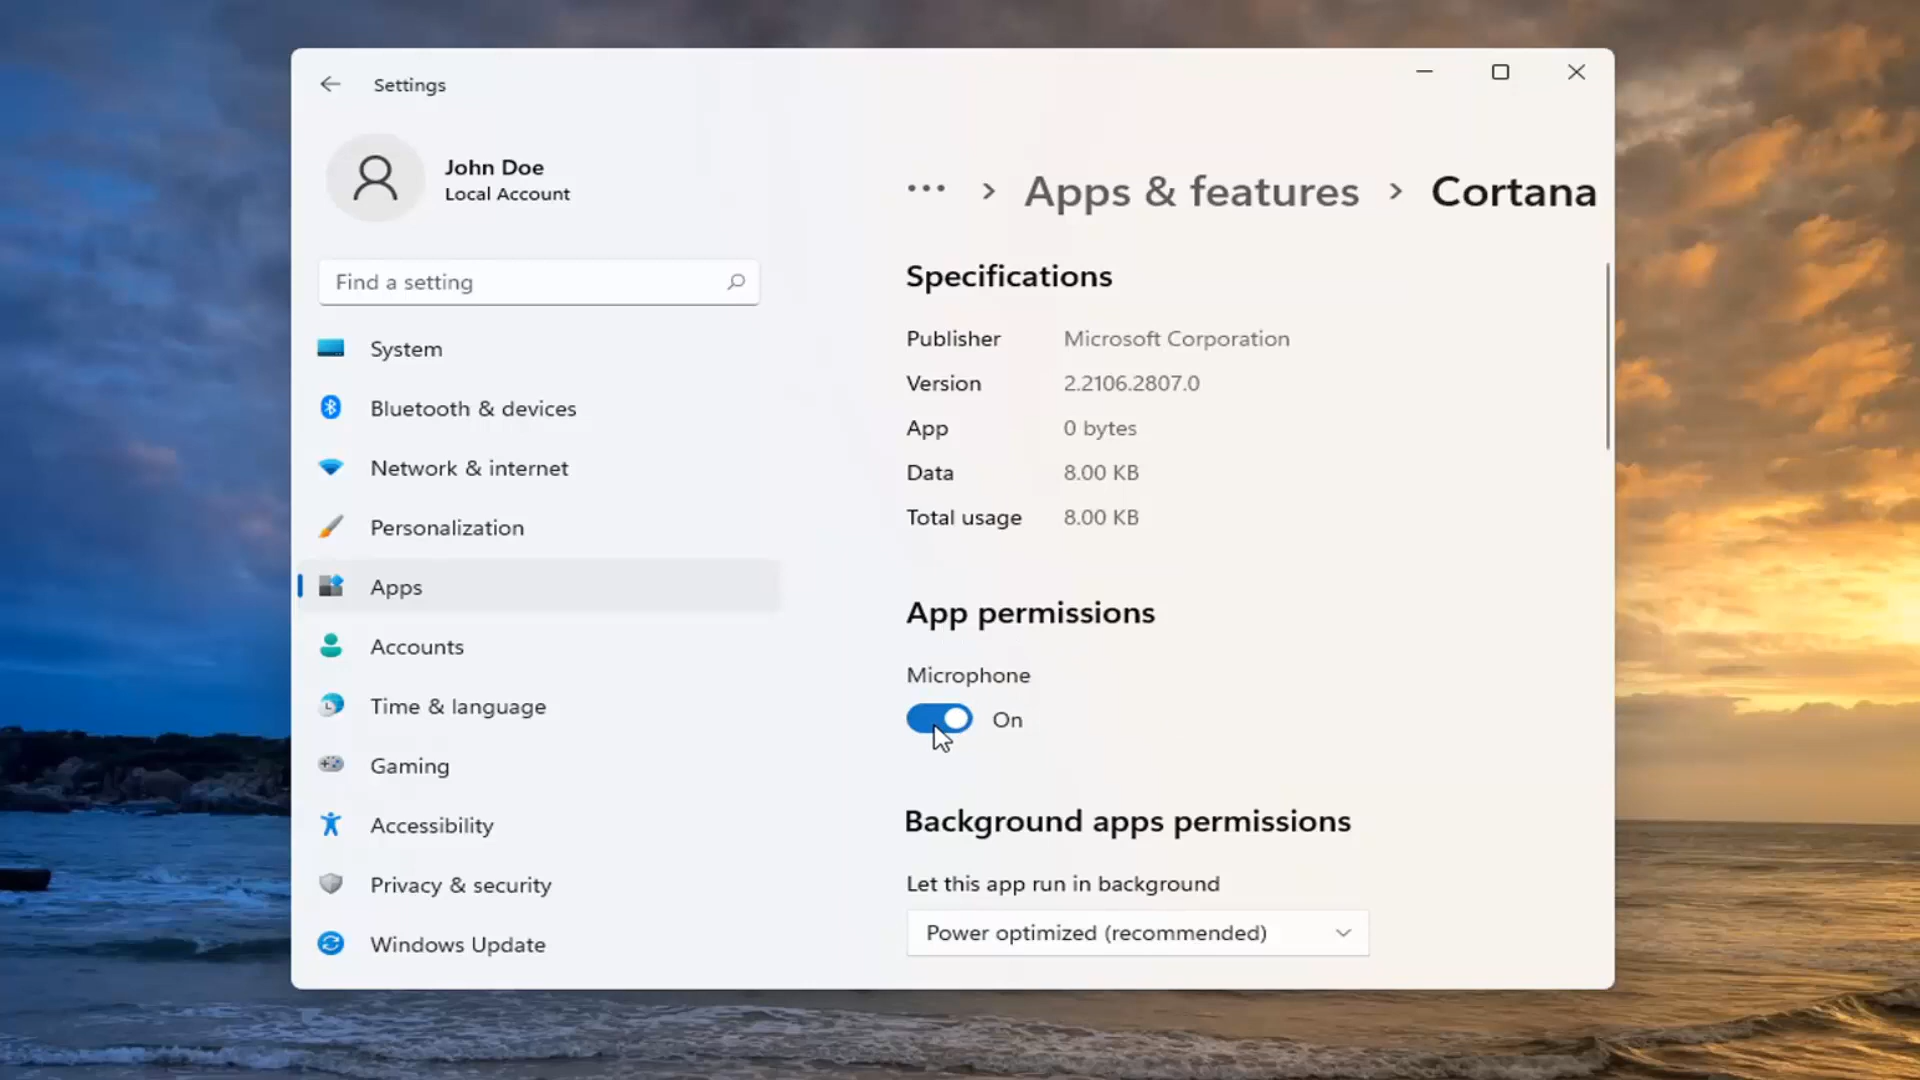 Settings
John Doe
Local Account
Find a setting
System
Bluetooth & devices
Network & internet
Personalization
Apps
Accounts
Time & language
Gaming
Accessibility
Privacy & security
Windows Update
... > Apps & features > Cortana
Specifications
Publisher Microsoft Corporation
Version 2.2106.2807.0
App 0 bytes
Data 8.00 KB
Total usage 8.00 KB
App permissions
Microphone
On
Background apps permissions
Let this app run in background
Power optimized (recommended)